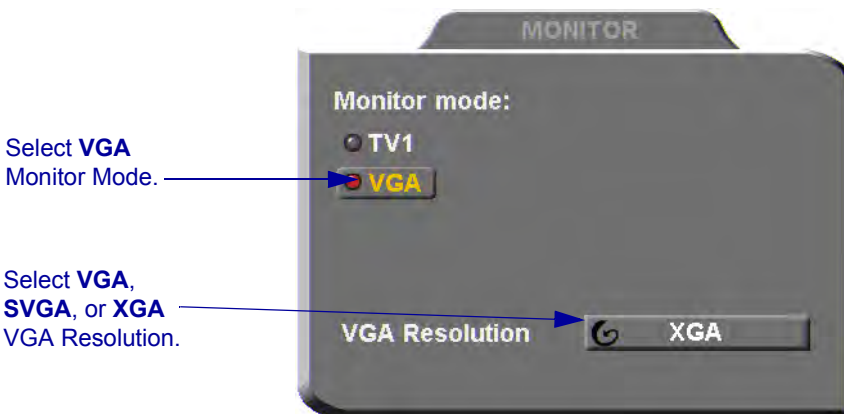 MONITOR
Monitor mode:
TV1
Select VGA
Monitor Mode.
VGA
Select VGA,
SVGA, or XGA
VGA Resolution.
VGA Resolution
XGA